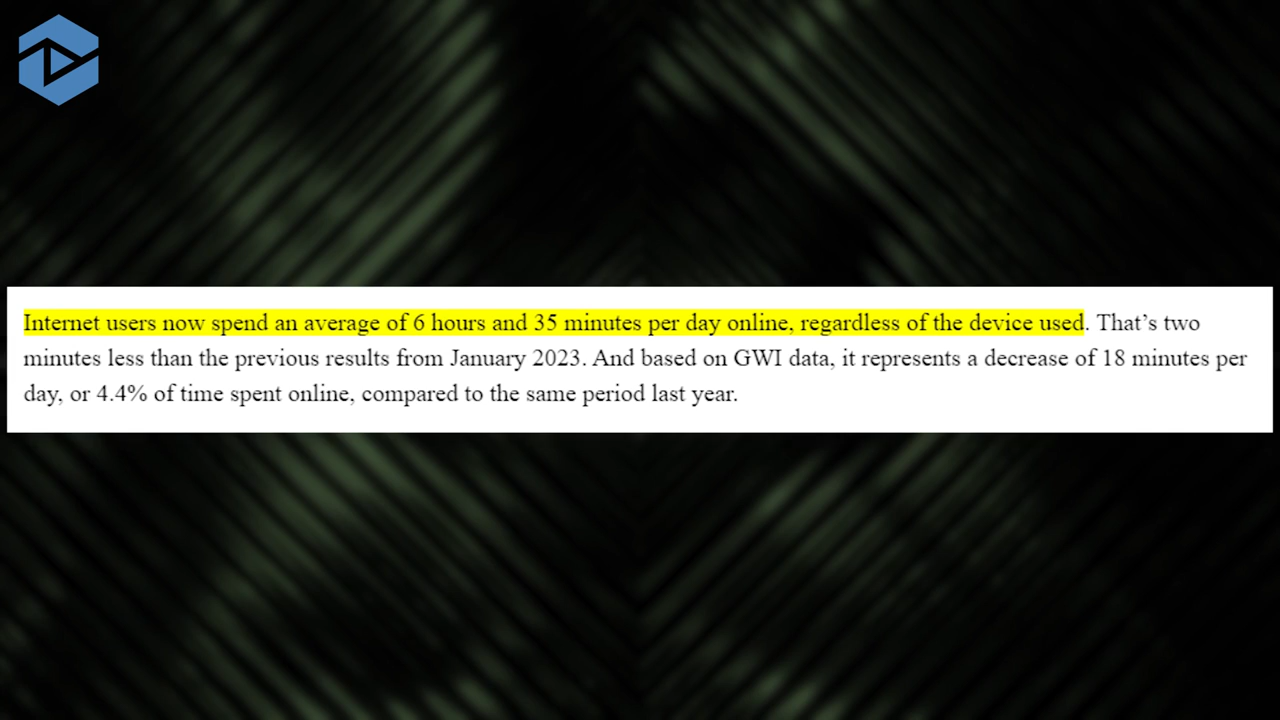 Internet users now spend an average of 6 hours and 35 minutes per day online, regardless of the device used. That’s two
minutes less than the previous results from January 2023. And based on GWI data, it represents a decrease of 18 minutes per
day, or 4.4% of time spent online, compared to the same period last year.